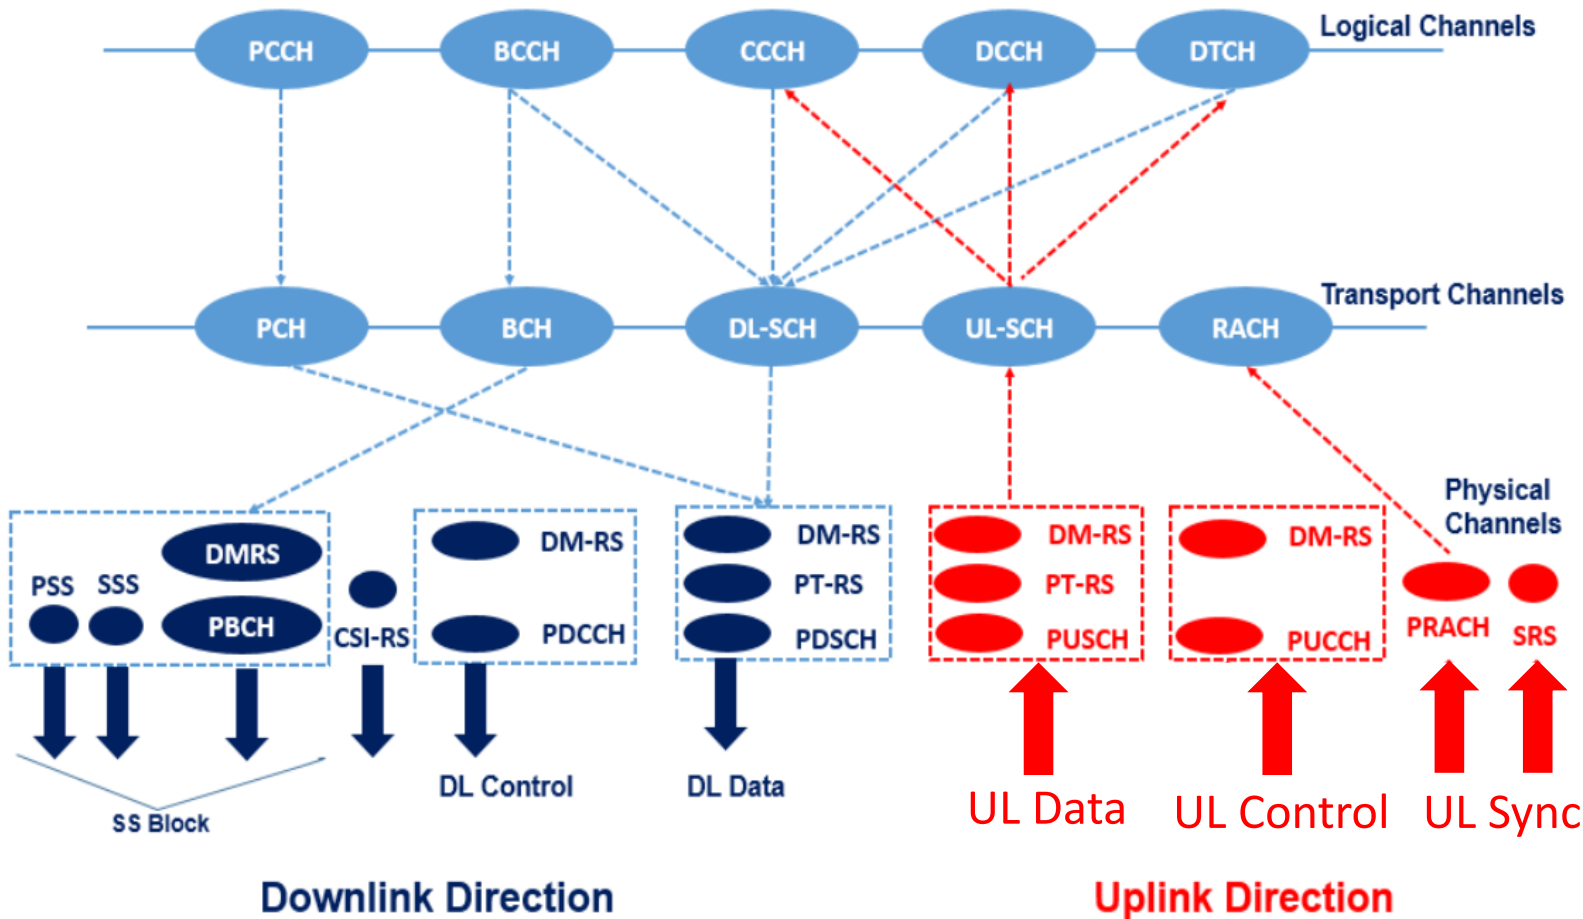 Logical Channels
PCCH
BCCH
CCCH
DCCH
DTCH
Transport Channels
PCH
BCH
DL-SCH
UL-SCH
RACH
Physical
Channels
PSS
SSS
DMRS
PBCH
CSI-RS
DM-RS
PDCCH
DM-RS
PT-RS
PDSCH
DM-RS
PT-RS
PUSCH
DM-RS
PUCCH
PRACH
SRS
SS Block
DL Control
DL Data
UL Data
UL Control
UL Sync
Downlink Direction
Uplink Direction